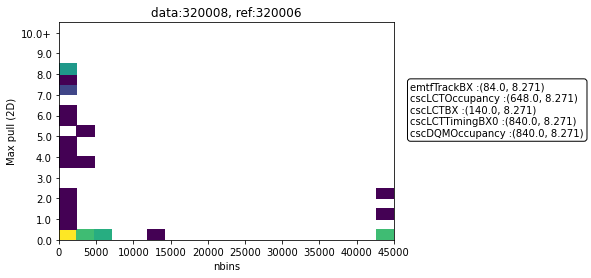 data:320008, ref:320006
Max pull (2D)
10.0+
9.0
8.0
7.0
6.0
5.0
4.0
3.0
2.0
1.0
0.0
emtfTrackBX :(84.0, 8.271)
cscLCTOccupancy :(648.0, 8.271)
cscLCTBX :(140.0, 8.271)
cscLCTTimingBX0 :(840.0, 8.271)
cscDQMOccupancy :(840.0, 8.271)
0 5000 10000 15000 20000 25000 30000 35000 40000 45000
nbins